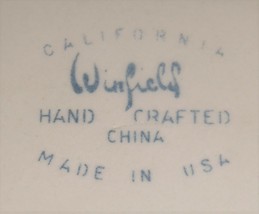 CALIFORNIA
Winfield
HAND CRAFTED
CHINA
MADE IN USA